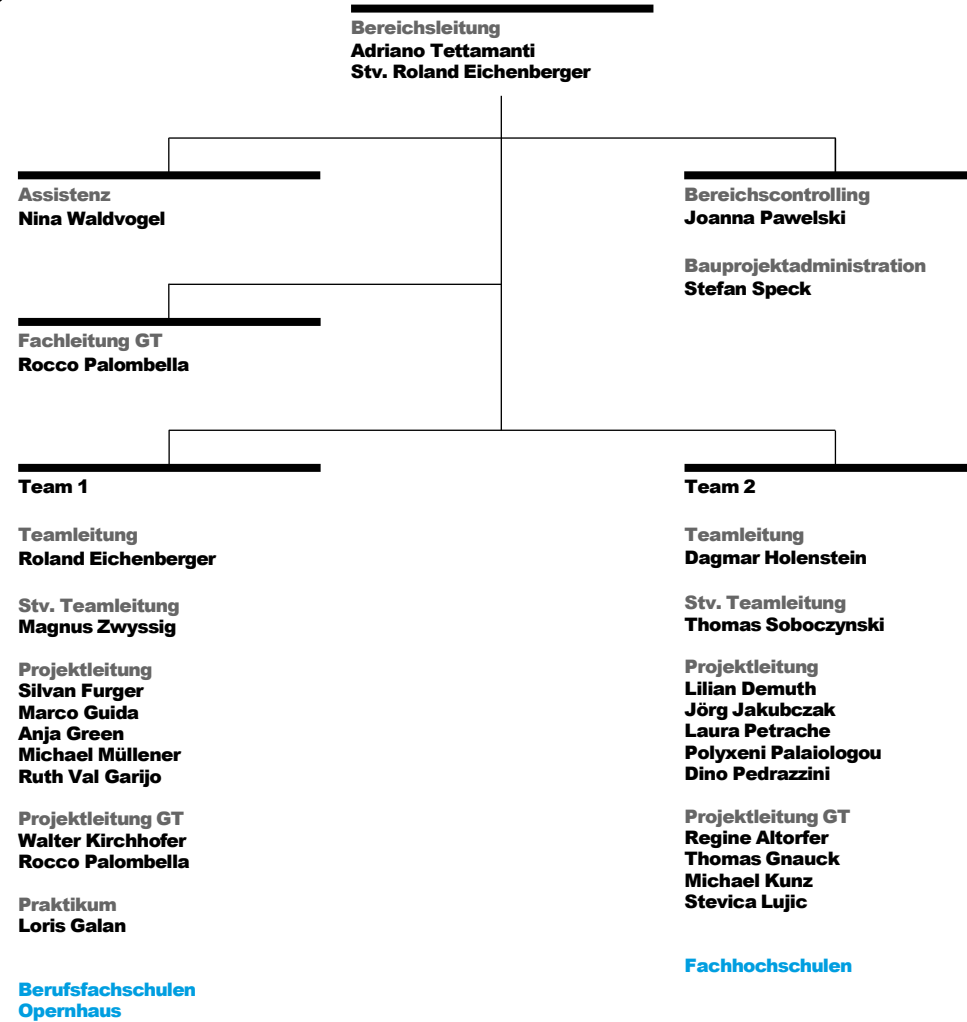 Bereichsleitung
Adriano Tettamanti
Stv. Roland Eichenberger
Assistenz
Nina Waldvogel
Bereichscontrolling
Joanna Pawelski
Bauprojektadministration
Stefan Speck
Fachleitung GT
Rocco Palombella
Team 1
Teamleitung
Roland Eichenberger
Stv. Teamleitung
Magnus Zwyssig
Projektleitung
Silvan Furger
Marco Guida
Anja Green
Michael Müllener
Ruth Val Garijo
Projektleitung GT
Walter Kirchhofer
Rocco Palombella
Praktikum
Loris Galan
Berufsfachschulen
Opernhaus
Team 2
Teamleitung
Dagmar Holenstein
Stv. Teamleitung
Thomas Soboczynski
Projektleitung
Lilian Demuth
Jörg Jakubczak
Laura Petrache
Polyxeni Palaiologou
Dino Pedrazzini
Projektleitung GT
Regine Altorfer
Thomas Gnauck
Michael Kunz
Stevica Lujic
Fachhochschulen